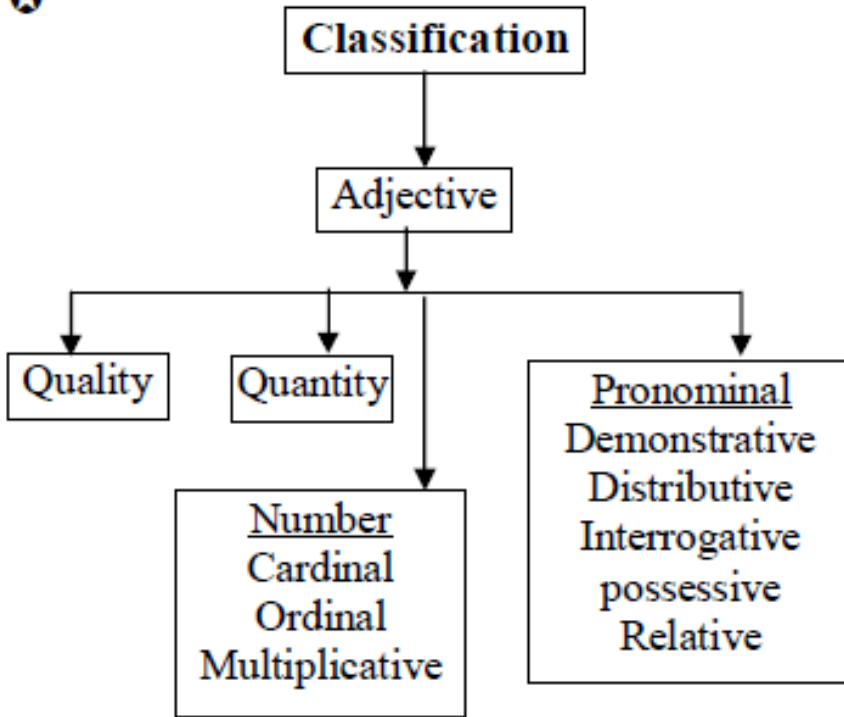 Classification
Adjective
Quality
Quantity
Number
Cardinal
Ordinal
Multiplicative
Pronominal
Demonstrative
Distributive
Interrogative
possessive
Relative